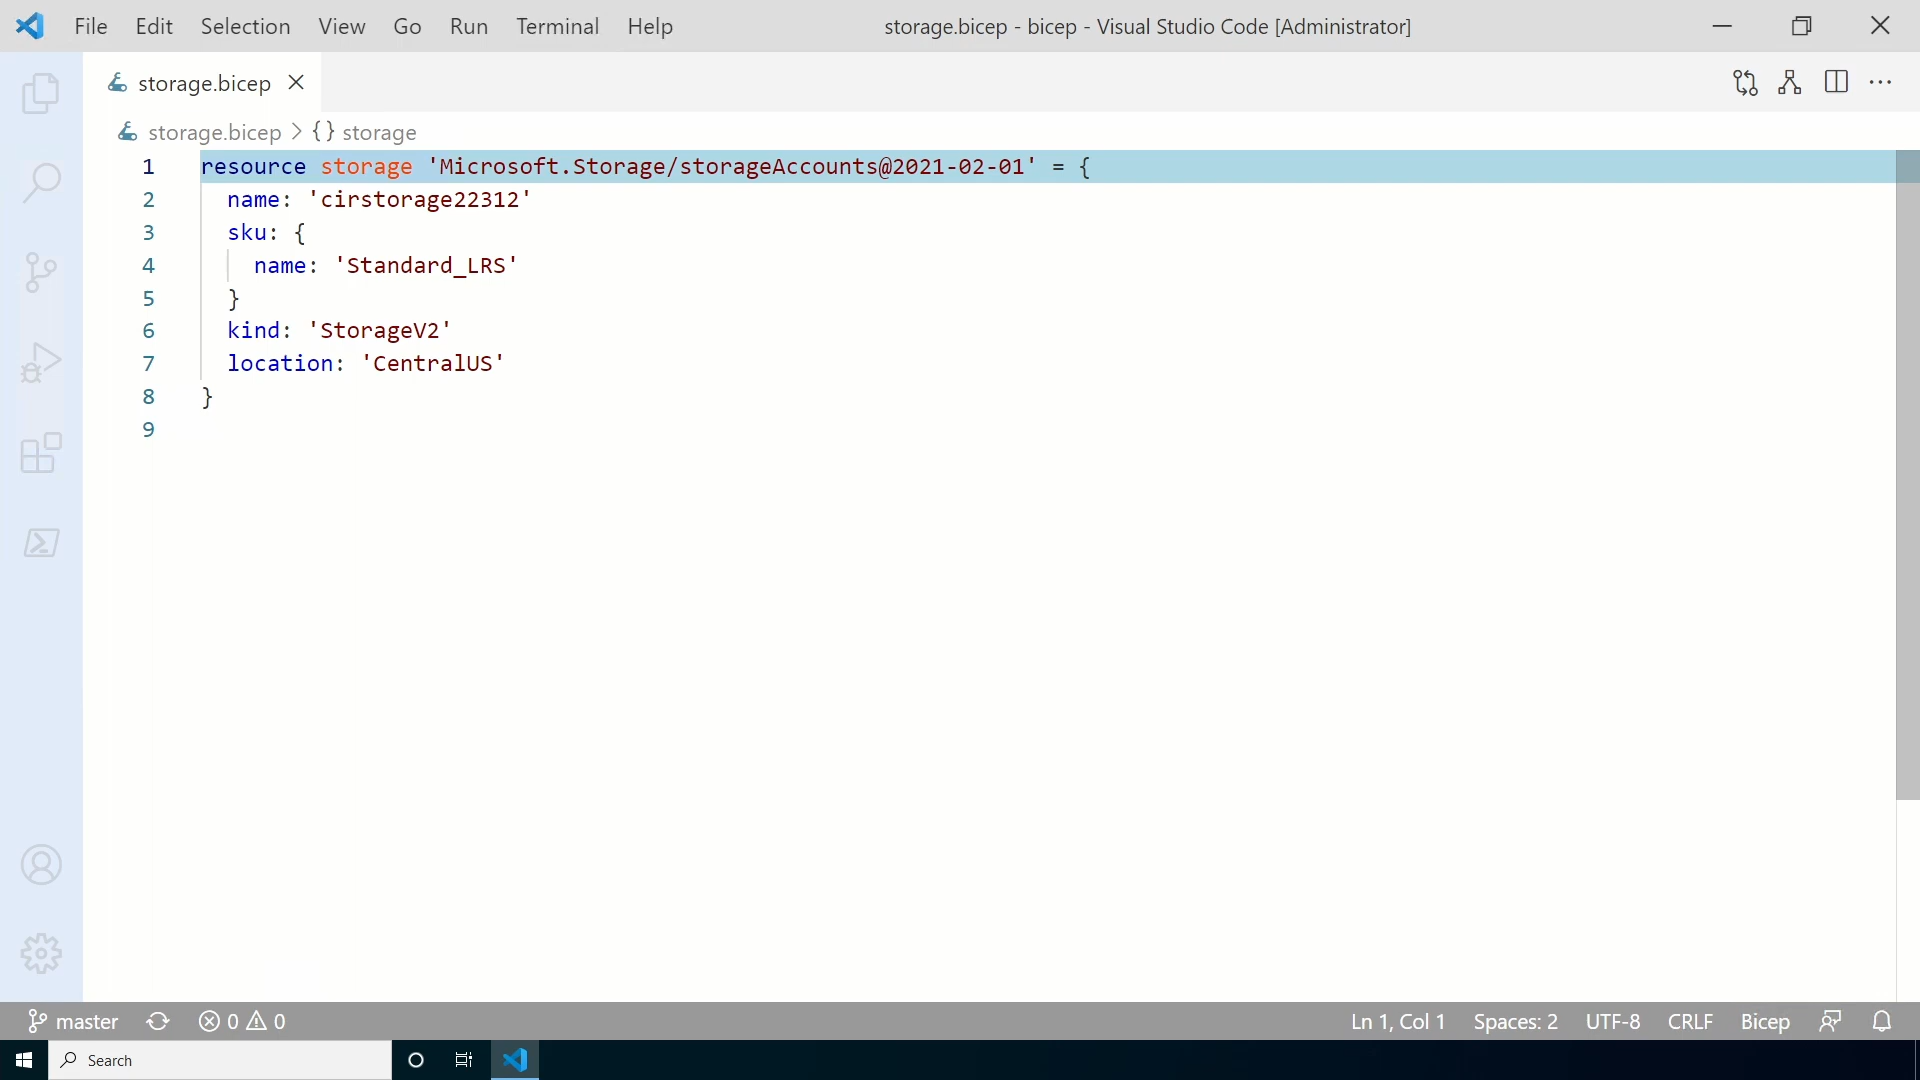 File Edit Selection View Go Run Terminal Help storage.bicep - bicep - Visual Studio Code [Administrator]
storage.bicep
storage.bicep > {} storage
1 resource storage 'Microsoft.Storage/storageAccounts@2021-02-01' = {
2 name: 'cirstorage22312'
3 sku: {
4 name: 'Standard_LRS'
5 }
6 kind: 'StorageV2'
7 location: 'CentralUS'
8 }
9
master 0 0 Ln 1, Col 1 Spaces: 2 UTF-8 CRLF Bicep
Search